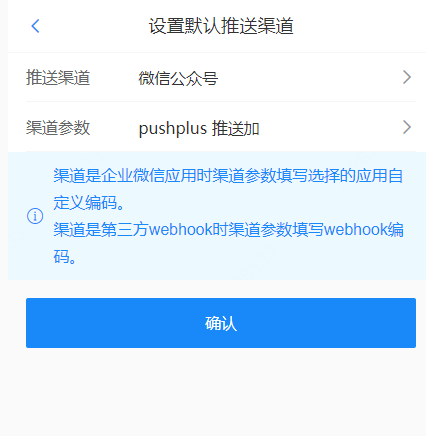 设置默认推送渠道
推送渠道 微信公众号
渠道参数 pushplus 推送加
渠道是企业微信应用时渠道参数填写选择的应用自
定义编码。
渠道是第三方webhook时渠道参数填写webhook编
码。
确认